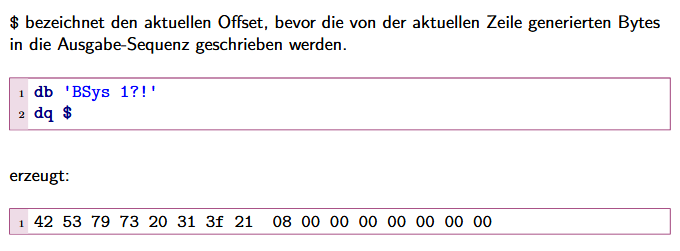 $ bezeichnet den aktuellen Offset, bevor die von der aktuellen Zeile generierten Bytes
in die Ausgabe-Sequenz geschrieben werden.
1 db 'BSys 1?!'
2 dq $
erzeugt:
1 42 53 79 73 20 31 3f 21  08 00 00 00 00 00 00 00